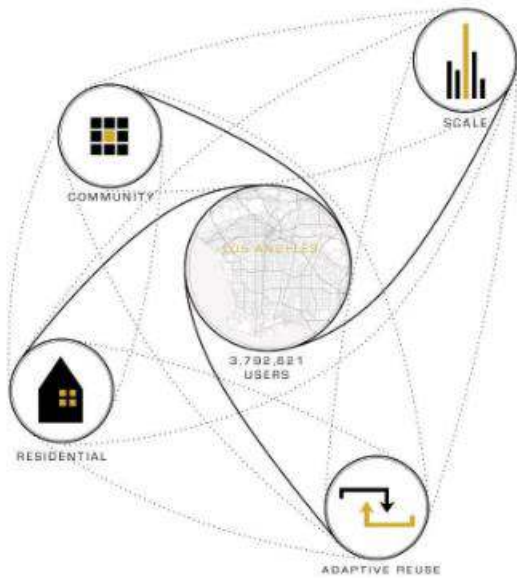 SCALE
COMMUNITY
LOS ANGELES
3,792,621
USERS
RESIDENTIAL
ADAPTIVE REUSE